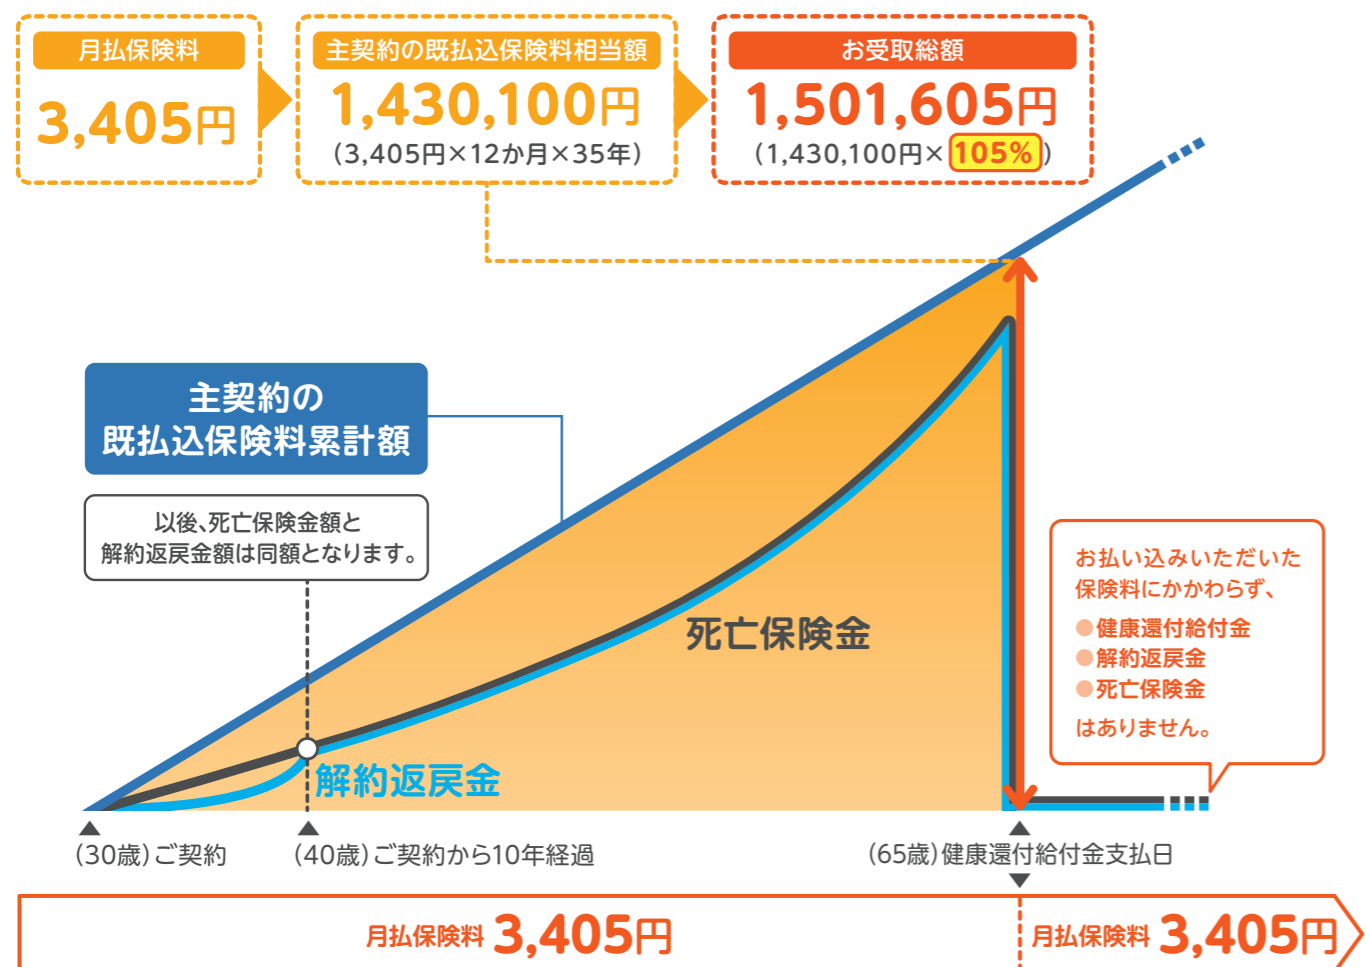 月払保険料
3,405円
主契約の既払込保険料相当額
1,430,100円
(3,405円×12か月×35年)
お受取総額
1,501,605円
(1,430,100円×105%)
主契約の
既払込保険料累計額
以後、死亡保険金額と
解約返戻金額は同額となります。
死亡保険金
解約返戻金
お払い込みいただいた
保険料にかかわらず、
●健康還付給付金
●解約返戻金
●死亡保険金
はありません。
(30歳)ご契約
(40歳)ご契約から10年経過
(65歳)健康還付給付金支払日
月払保険料 3,405円
月払保険料 3,405円